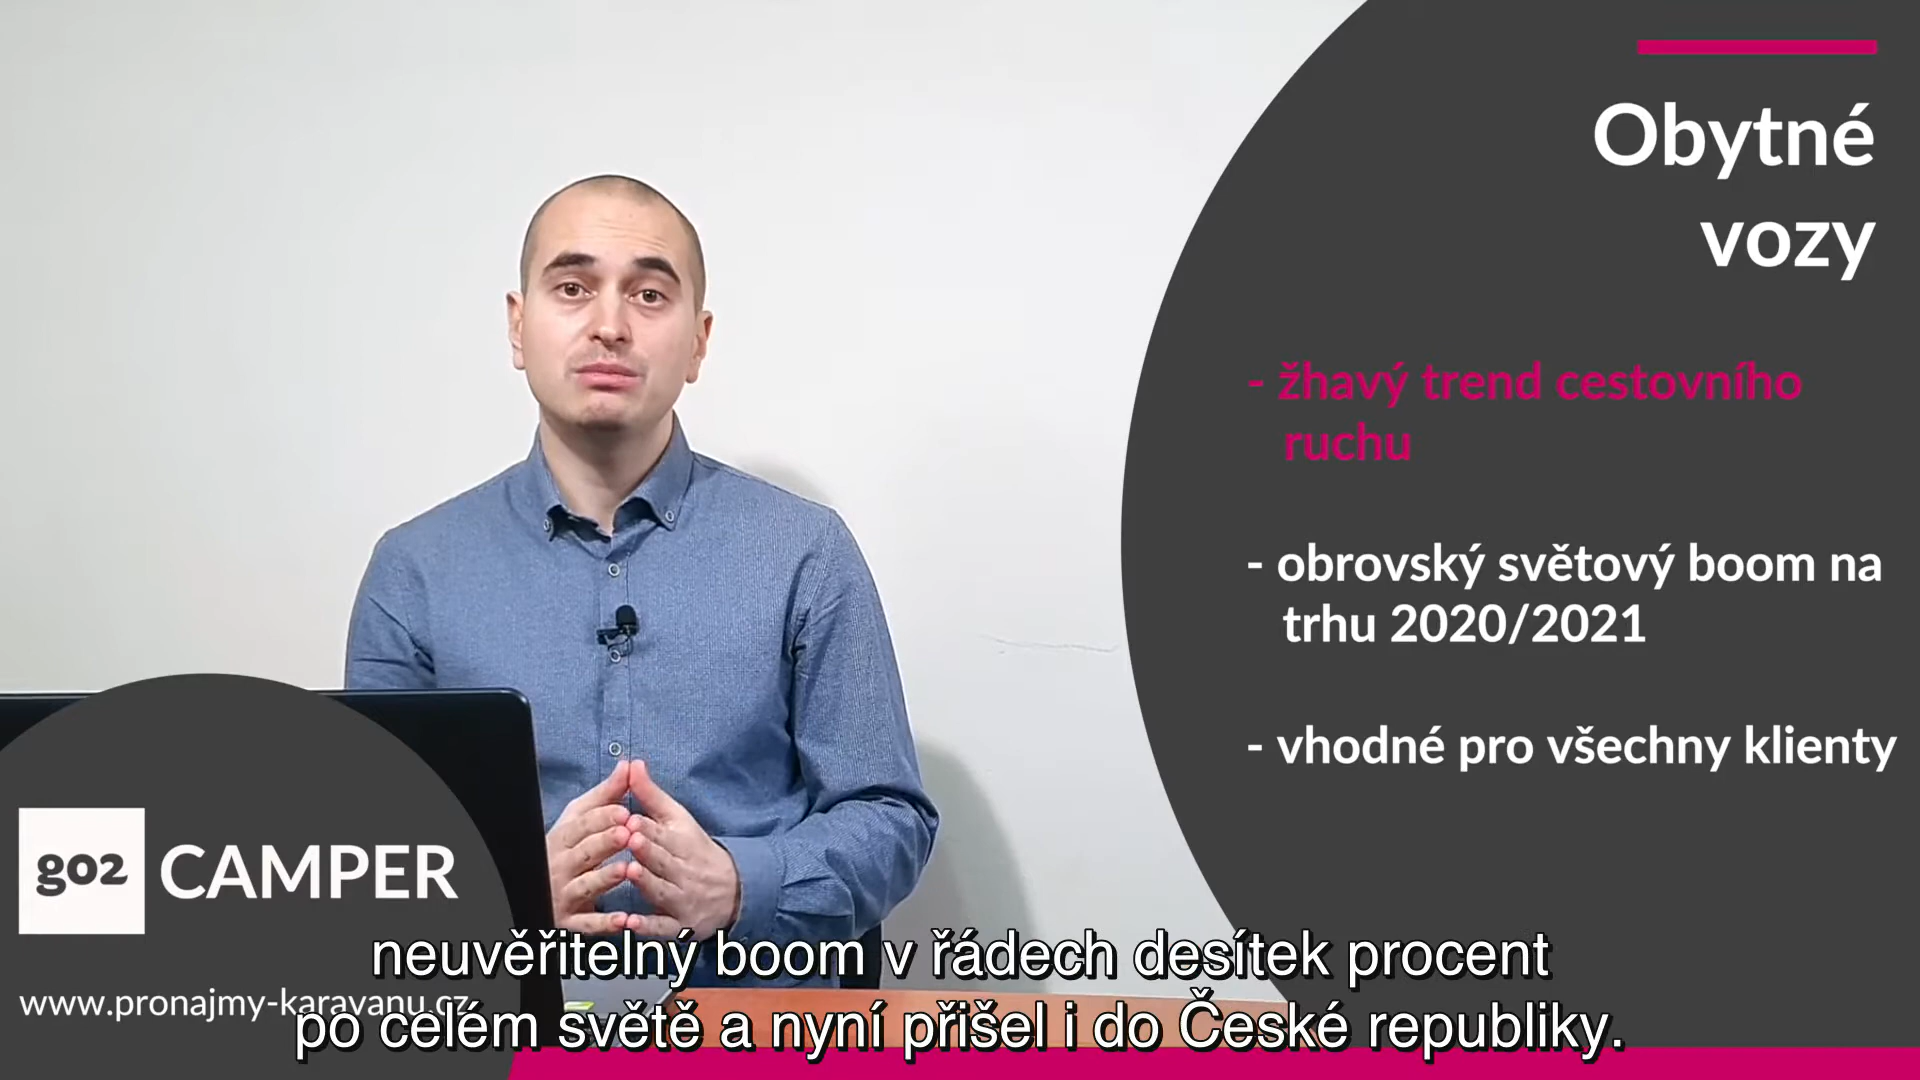 Obytné
vozy
- žhavý trend cestovního
ruchu
- obrovský světový boom na
trhu 2020/2021
- vhodné pro všechny klienty
go2 CAMPER
www.pronajmy-karavanu.cz
neuvěřitelný boom v řádech desítek procent
po celém světě a nyní přišel i do České republiky.